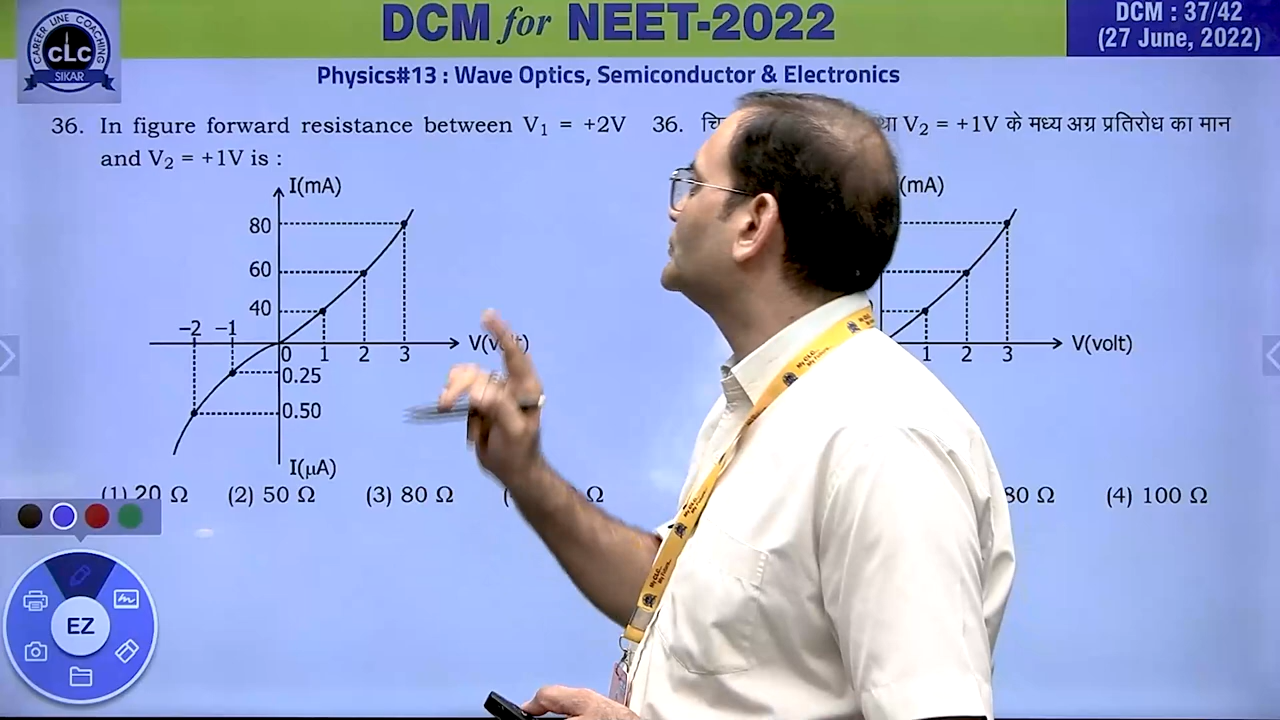 DCM for NEET-2022
DCM : 37/42
(27 June, 2022)
CAREER LINE COACHING
CLC
SIKAR
Physics#13 : Wave Optics, Semiconductor & Electronics
36. In figure forward resistance between V₁ = +2V
and V₂ = +1V is :
I(mA)
80
60
40
−2 −1
0 1 2 3
0.25
0.50
I(μA)
(1) 20 Ω (2) 50 Ω (3) 80 Ω Ω
36. V₂ = +1V के मध्य अग्र प्रतिरोध का मान
(mA)
1 2 3
V(volt)
Ω (4) 100 Ω
EZ